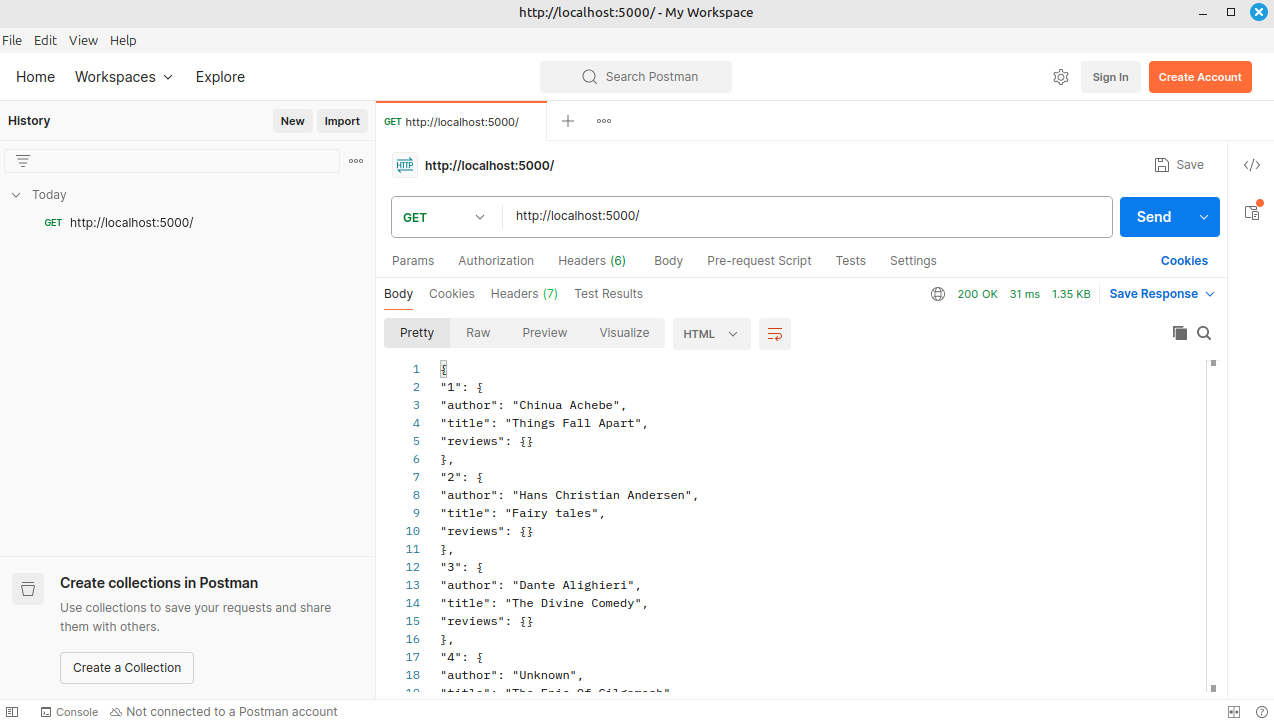 http://localhost:5000/ - My Workspace
File Edit View Help
Home Workspaces Explore Search Postman Sign In Create Account
History New Import
GET http://localhost:5000/
HTTP http://localhost:5000/ Save
Today
GET http://localhost:5000/
GET http://localhost:5000/ Send
Params Authorization Headers (6) Body Pre-request Script Tests Settings Cookies
Body Cookies Headers (7) Test Results 200 OK 31 ms 1.35 KB Save Response
Pretty Raw Preview Visualize HTML
1 {
2 "1": {
3 "author": "Chinua Achebe",
4 "title": "Things Fall Apart",
5 "reviews": {}
6 },
7 "2": {
8 "author": "Hans Christian Andersen",
9 "title": "Fairy tales",
10 "reviews": {}
11 },
12 "3": {
13 "author": "Dante Alighieri",
14 "title": "The Divine Comedy",
15 "reviews": {}
16 },
17 "4": {
18 "author": "Unknown",
19 "title": "The Epic Of Gilgamesh",
Create collections in Postman
Use collections to save your requests and share
them with others.
Create a Collection
Console Not connected to a Postman account